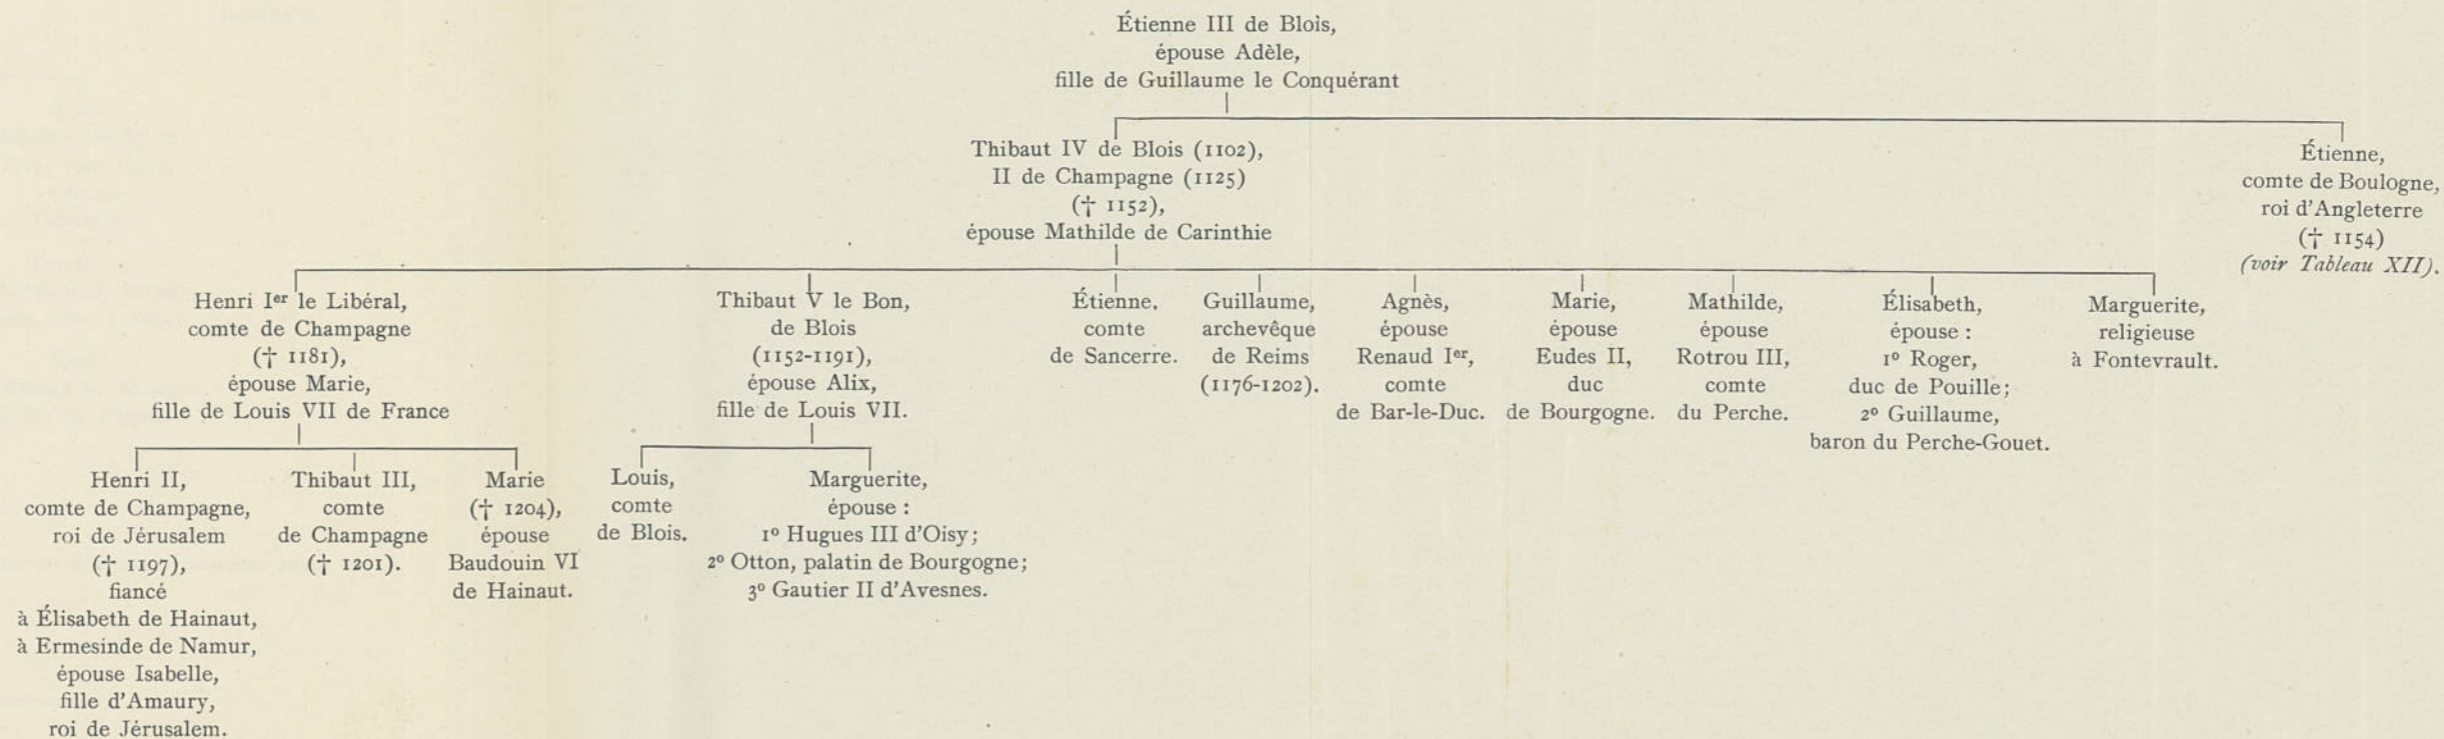 Étienne III de Blois,
épouse Adèle,
fille de Guillaume le Conquérant
Thibaut IV de Blois (1102),
II de Champagne (1125)
(† 1152),
épouse Mathilde de Carinthie
Étienne,
comte de Boulogne,
roi d'Angleterre
(† 1154)
(voir Tableau XII).
Henri Ier le Libéral,
comte de Champagne
(† 1181),
épouse Marie,
fille de Louis VII de France
Thibaut V le Bon,
de Blois
(1152-1191),
épouse Alix,
fille de Louis VII.
Étienne,
comte
de Sancerre.
Guillaume,
archevêque
de Reims
(1176-1202).
Agnès,
épouse
Renaud Ier,
comte
de Bar-le-Duc.
Marie,
épouse
Eudes II,
duc
de Bourgogne.
Mathilde,
épouse
Rotrou III,
comte
du Perche.
Élisabeth,
épouse :
1º Roger,
duc de Pouille;
2º Guillaume,
baron du Perche-Gouet.
Marguerite,
religieuse
à Fontevrault.
Henri II,
comte de Champagne,
roi de Jérusalem
(† 1197),
fiancé
à Élisabeth de Hainaut,
à Ermesinde de Namur,
épouse Isabelle,
fille d'Amaury,
roi de Jérusalem.
Thibaut III,
comte
de Champagne
(† 1201).
Marie
(† 1204),
épouse
Baudouin VI
de Hainaut.
Louis,
comte
de Blois.
Marguerite,
épouse :
1º Hugues III d'Oisy;
2º Otton, palatin de Bourgogne;
3º Gautier II d'Avesnes.